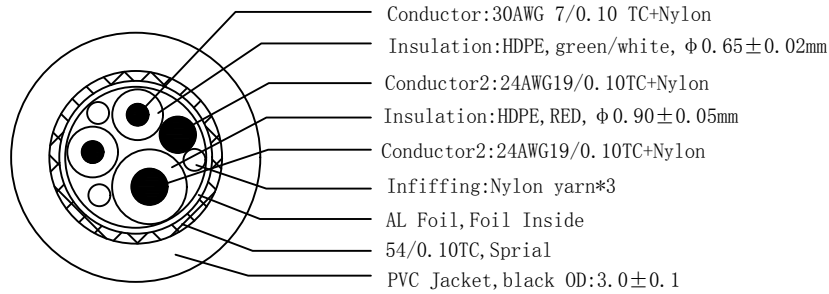 Conductor:30AWG 7/0.10 TC+Nylon
Insulation:HDPE,green/white,φ0.65±0.02mm
Conductor2:24AWG19/0.10TC+Nylon
Insulation:HDPE,RED,φ0.90±0.05mm
Conductor2:24AWG19/0.10TC+Nylon
Infiffing:Nylon yarn*3
AL Foil,Foil Inside
54/0.10TC,Sprial
PVC Jacket,black OD:3.0±0.1